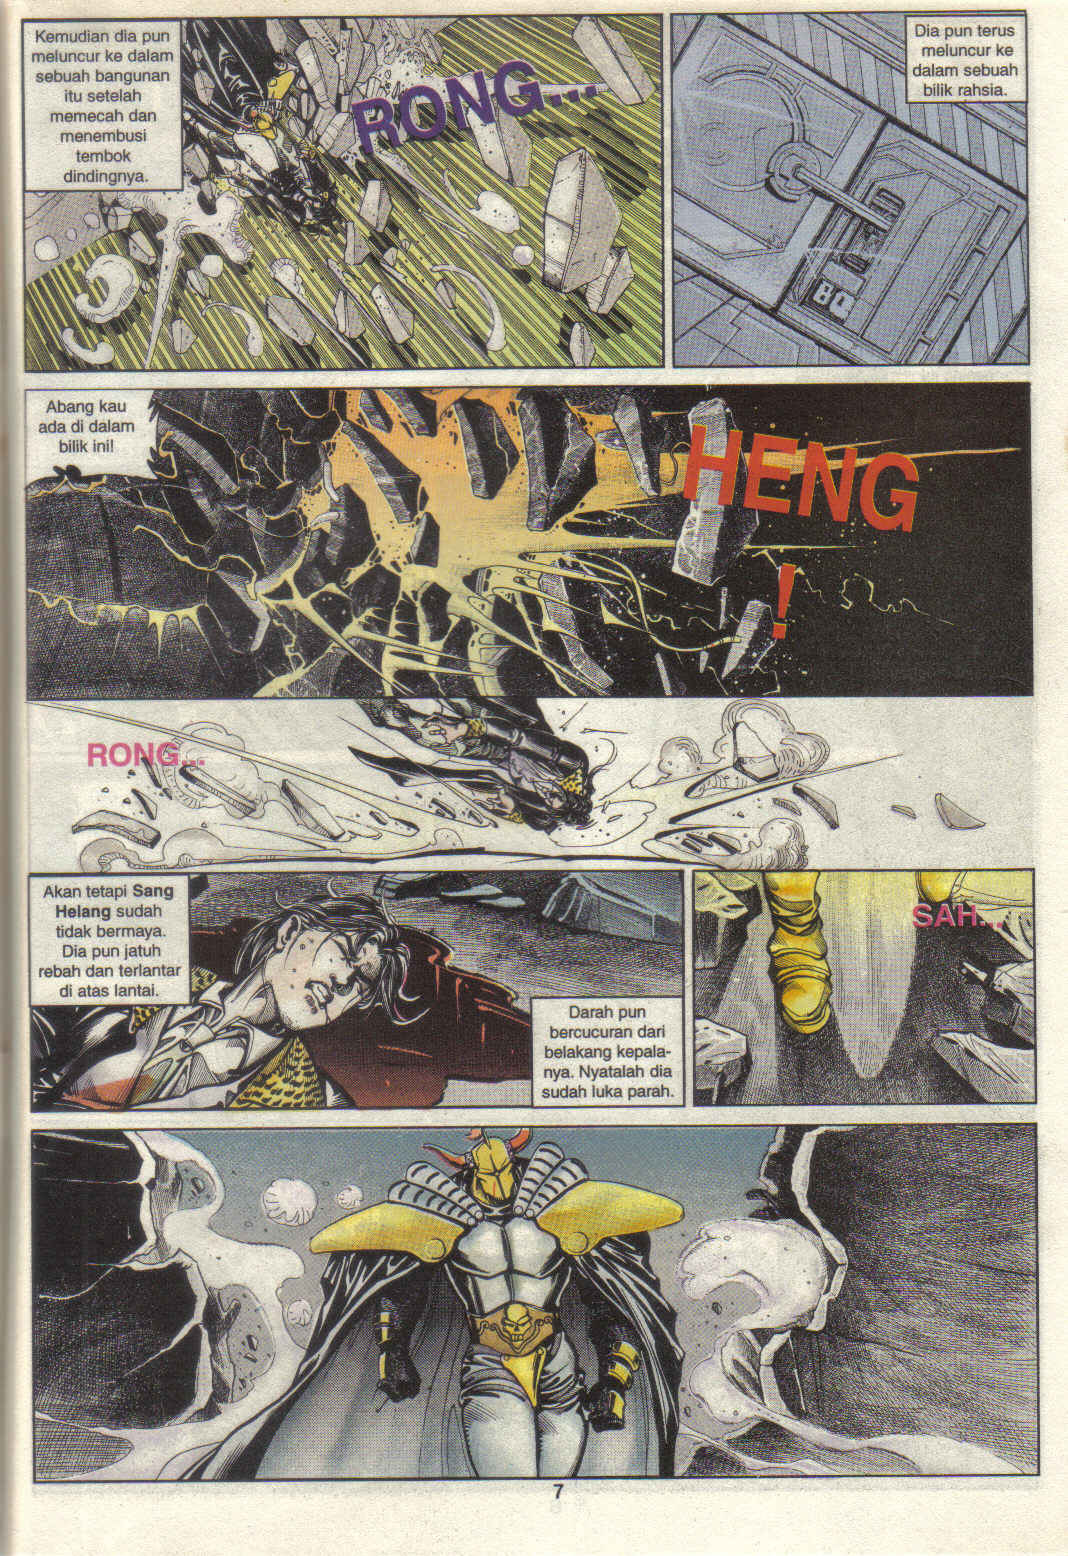 Kemudian dia pun
meluncur ke dalam
sebuah bangunan
itu setelah
memecah dan
menembusi
tembok
dindingnya.
RONG...
Dia pun terus
meluncur ke
dalam sebuah
bilik rahsia.
80
Abang kau
ada di dalam
bilik ini!
HENG
!
RONG...
Akan tetapi Sang
Helang sudah
tidak bermaya.
Dia pun jatuh
rebah dan terlantar
di atas lantai.
Darah pun
bercucuran dari
belakang kepala-
nya. Nyatalah dia
sudah luka parah.
SAH...
7